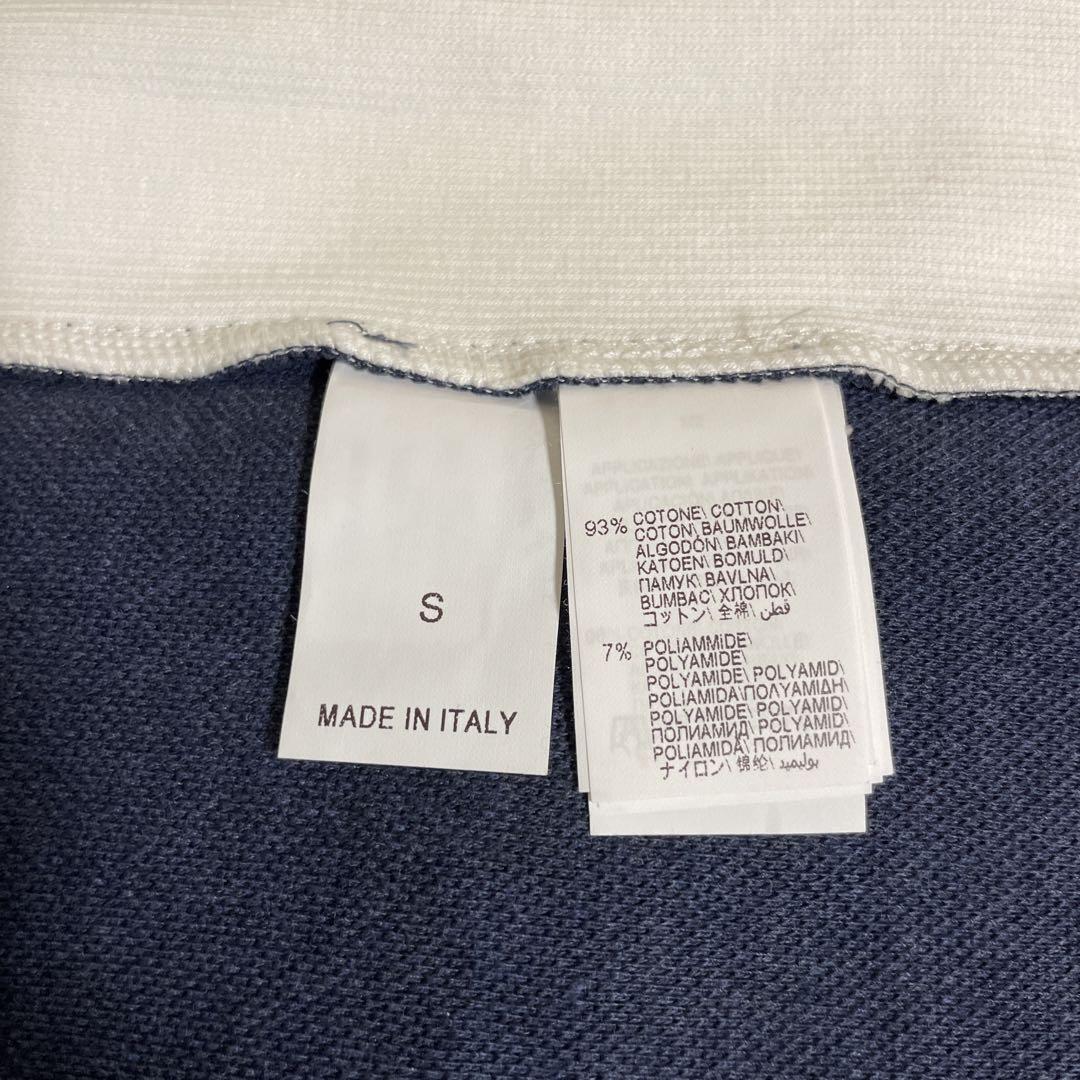 S
MADE IN ITALY
93% COTONE\ COTTON\
COTON\ BAUMWOLLE\
ALGODÓN\ BAMBAKI\
KATOEN\ BOMULD\
ПАМУК\ BAVLNA\
BUMBAC\ ХЛОПОК\
コットン\ 全棉\ قطن
7% POLIAMMIDE\
POLYAMIDE\
POLYAMIDE\ POLYAMID\
POLIAMIDA\ ΠΟΛΥΑΜΙΔΗ\
POLYAMIDE\ POLYAMID\
ПОЛИАМИД\ POLYAMID\
POLIAMIDA\ ПОЛИАМИД\
ナイロン\ 锦纶\ بوليميد